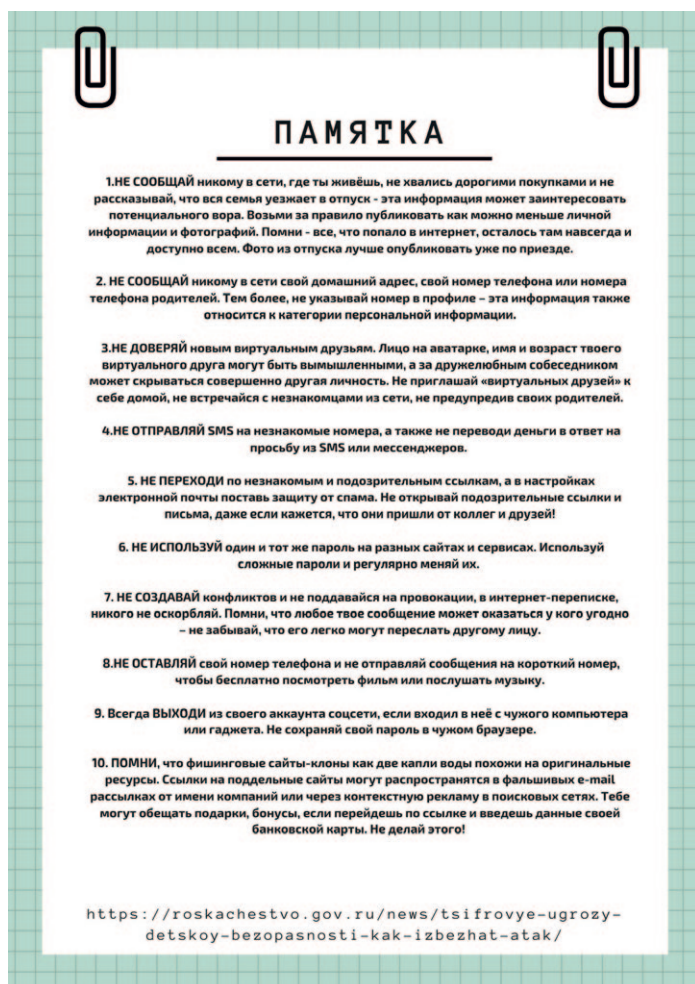 ПАМЯТКА
1.НЕ СООБЩАЙ никому в сети, где ты живёшь, не хвались дорогими покупками и не
рассказывай, что вся семья уезжает в отпуск - эта информация может заинтересовать
потенциального вора. Возьми за правило публиковать как можно меньше личной
информации и фотографий. Помни - все, что попало в интернет, осталось там навсегда и
доступно всем. Фото из отпуска лучше опубликовать уже по приезде.
2. НЕ СООБЩАЙ никому в сети свой домашний адрес, свой номер телефона или номера
телефона родителей. Тем более, не указывай номер в профиле – эта информация также
относится к категории персональной информации.
3.НЕ ДОВЕРЯЙ новым виртуальным друзьям. Лицо на аватарке, имя и возраст твоего
виртуального друга могут быть вымышленными, а за дружелюбным собеседником
может скрываться совершенно другая личность. Не приглашай «виртуальных друзей» к
себе домой, не встречайся с незнакомцами из сети, не предупредив своих родителей.
4.НЕ ОТПРАВЛЯЙ SMS на незнакомые номера, а также не переводи деньги в ответ на
просьбу из SMS или мессенджеров.
5. НЕ ПЕРЕХОДИ по незнакомым и подозрительным ссылкам, а в настройках
электронной почты поставь защиту от спама. Не открывай подозрительные ссылки и
письма, даже если кажется, что они пришли от коллег и друзей!
6. НЕ ИСПОЛЬЗУЙ один и тот же пароль на разных сайтах и сервисах. Используй
сложные пароли и регулярно меняй их.
7. НЕ СОЗДАВАЙ конфликтов и не поддавайся на провокации, в интернет-переписке,
никого не оскорбляй. Помни, что любое твое сообщение может оказаться у кого угодно
– не забывай, что его легко могут переслать другому лицу.
8.НЕ ОСТАВЛЯЙ свой номер телефона и не отправляй сообщения на короткий номер,
чтобы бесплатно посмотреть фильм или послушать музыку.
9. Всегда ВЫХОДИ из своего аккаунта соцсети, если входил в неё с чужого компьютера
или гаджета. Не сохраняй свой пароль в чужом браузере.
10. ПОМНИ, что фишинговые сайты-клоны как две капли воды похожи на оригинальные
ресурсы. Ссылки на поддельные сайты могут распространятся в фальшивых e-mail
рассылках от имени компаний или через контекстную рекламу в поисковых сетях. Тебе
могут обещать подарки, бонусы, если перейдешь по ссылке и введешь данные своей
банковской карты. Не делай этого!
https://roskachestvo.gov.ru/news/tsifrovye-ugrozy-
detskoy-bezopasnosti-kak-izbezhat-atak/